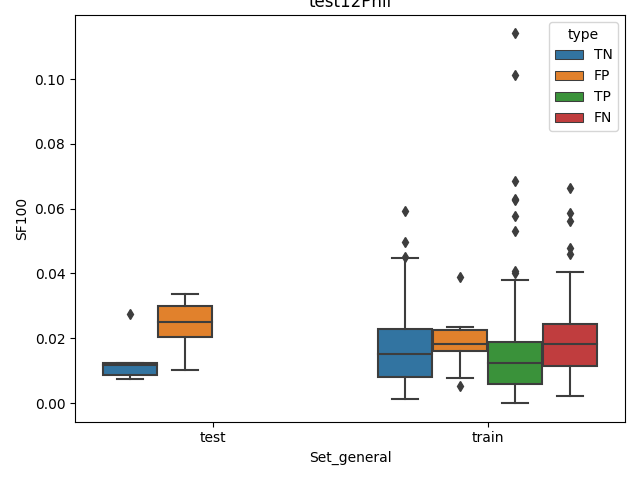 test12Phil
type
TN
FP
TP
FN
0.10
0.08
0.06
0.04
0.02
0.00
SF100
test
train
Set_general